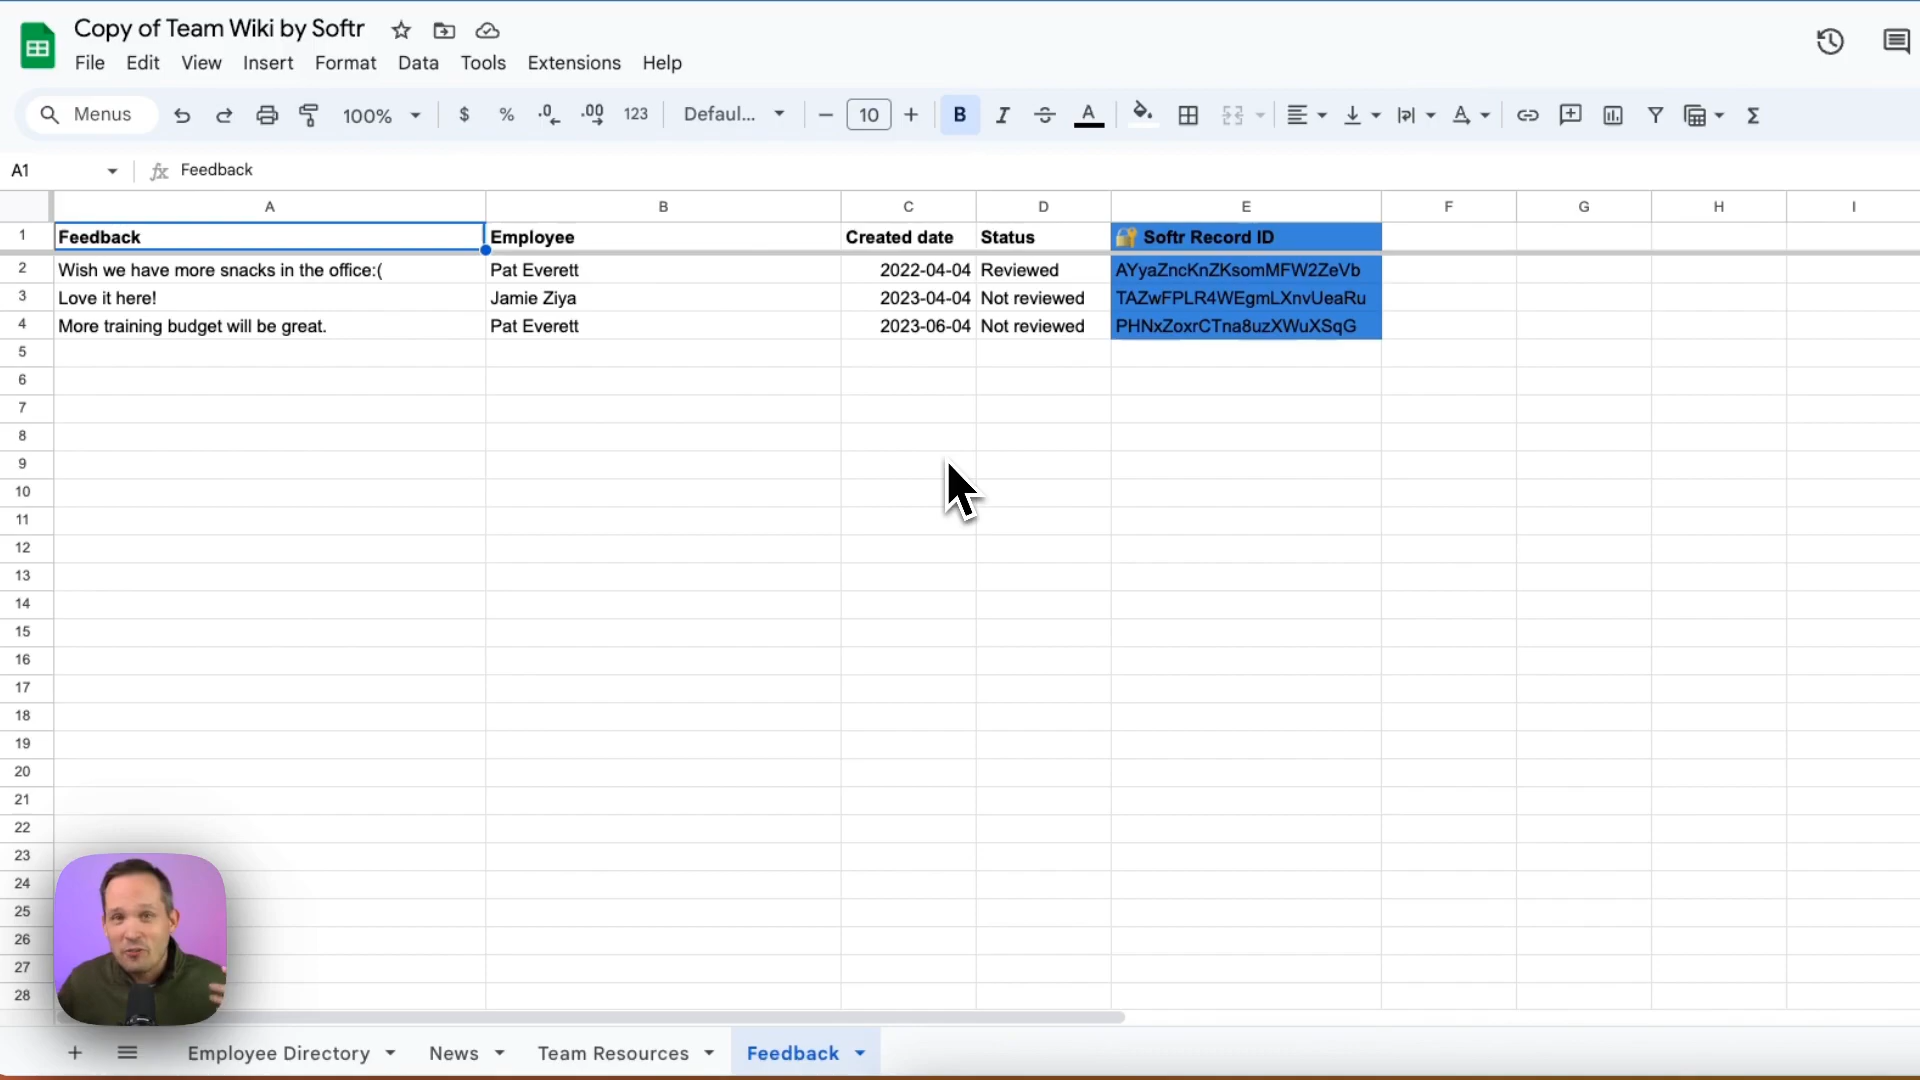 Copy of Team Wiki by Softr
File Edit View Insert Format Data Tools Extensions Help
Menus 100% $ % .0 .00 123 Defaul... 10 B I A
A1 fx Feedback
A B C D E F G H I
1 Feedback Employee Created date Status 🔐 Softr Record ID
2 Wish we have more snacks in the office:( Pat Everett 2022-04-04 Reviewed AYyaZncKnZKsomMFW2ZeVb
3 Love it here! Jamie Ziya 2023-04-04 Not reviewed TAZwFPLR4WEgmLXnvUeaRu
4 More training budget will be great. Pat Everett 2023-06-04 Not reviewed PHNxZoxrCTna8uzXWuXSqG
5
6
7
8
9
10
11
12
13
14
15
16
17
18
19
20
21
22
23
24
25
26
27
28
Employee Directory News Team Resources Feedback